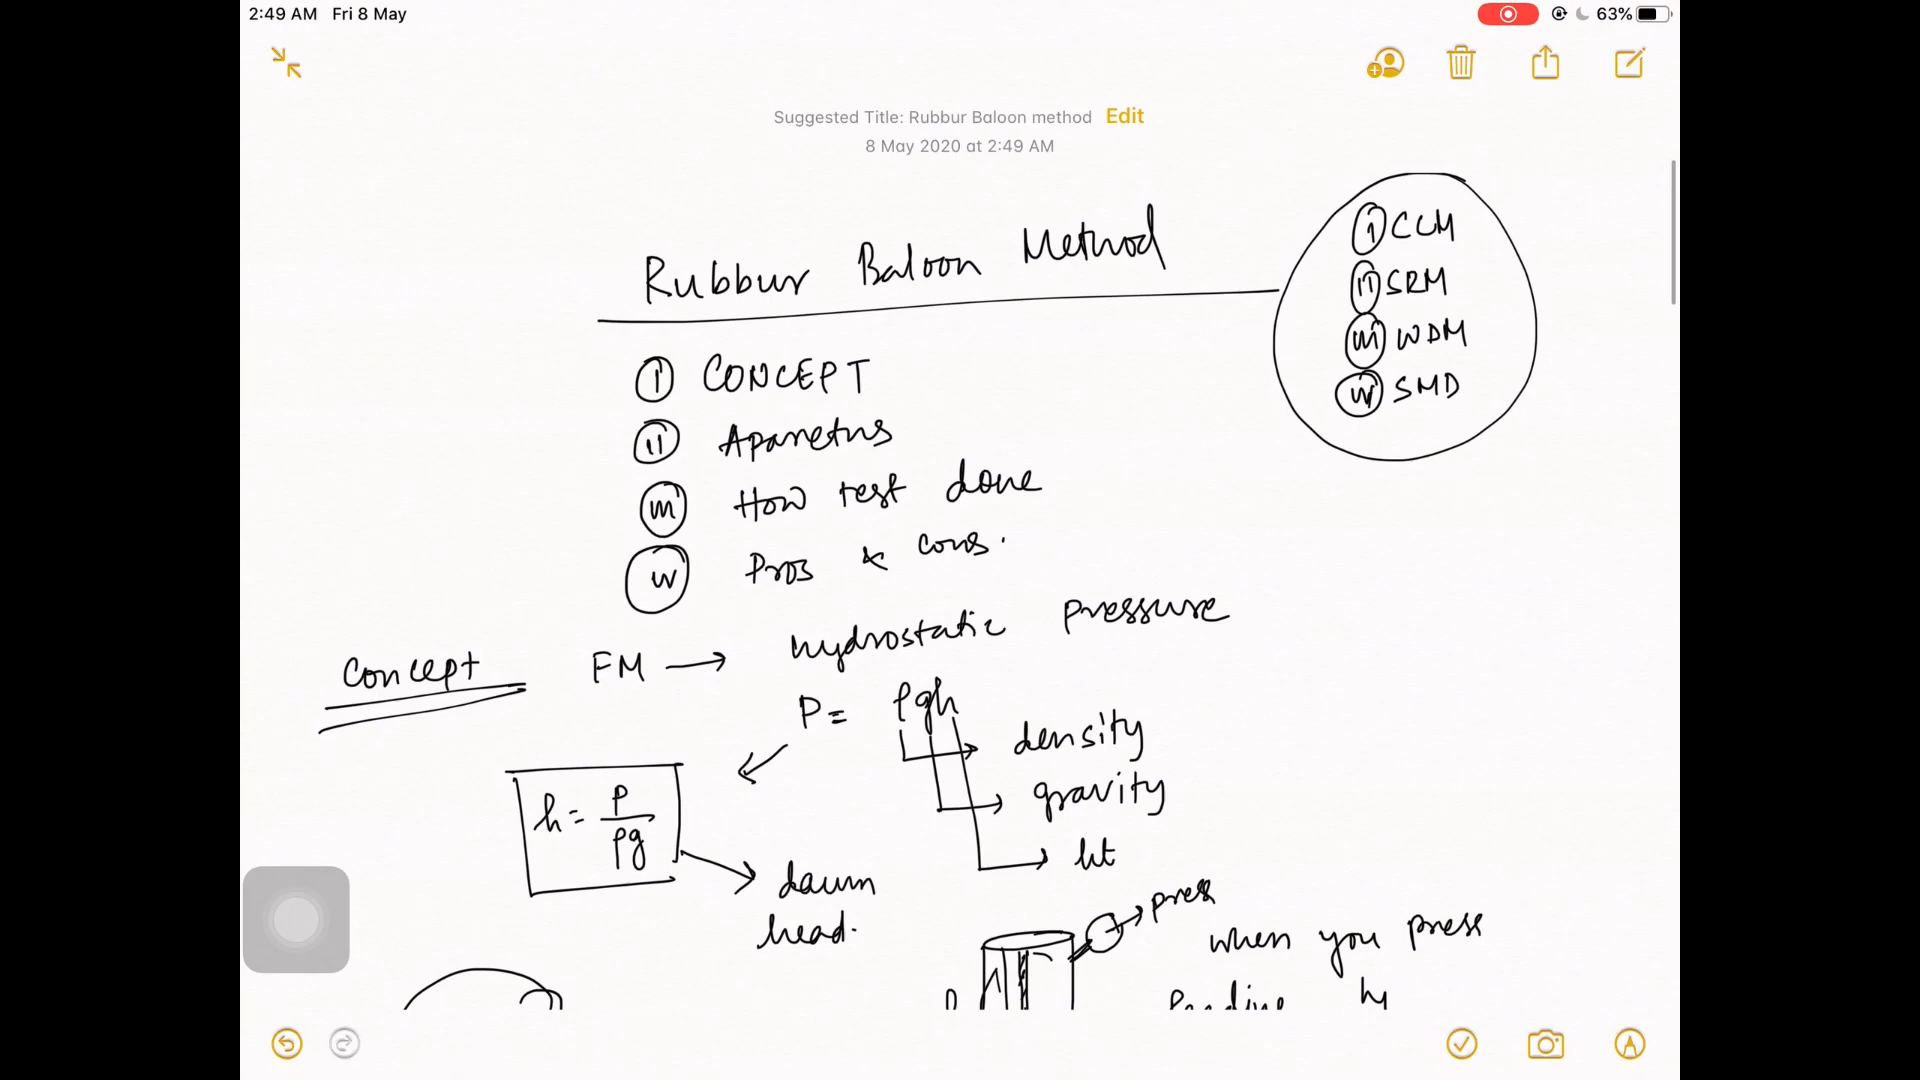 2:49 AM Fri 8 May 63%
Suggested Title: Rubbur Baloon method Edit
8 May 2020 at 2:49 AM
Rubbur Baloon Method
I CONCEPT
II Aparetus
III How test done
IV Pros & cons.
I CCM
II SRM
III WDM
IV SMD
Concept FM → hydrostatic pressure
P = ρgh
density
gravity
ht
h = P/ρg
head.
press
when you press